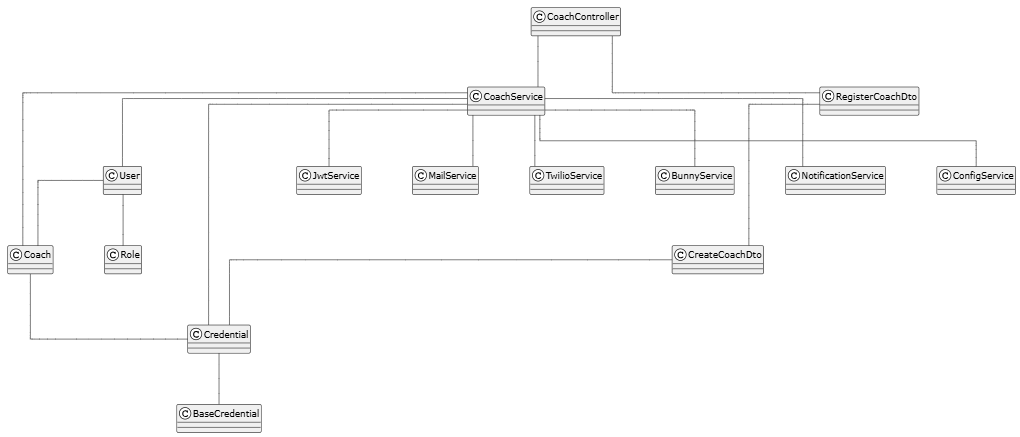 C CoachController
C CoachService
C RegisterCoachDto
C User
C JwtService
C MailService
C TwilioService
C BunnyService
C NotificationService
C ConfigService
C Coach
C Role
C CreateCoachDto
C Credential
C BaseCredential